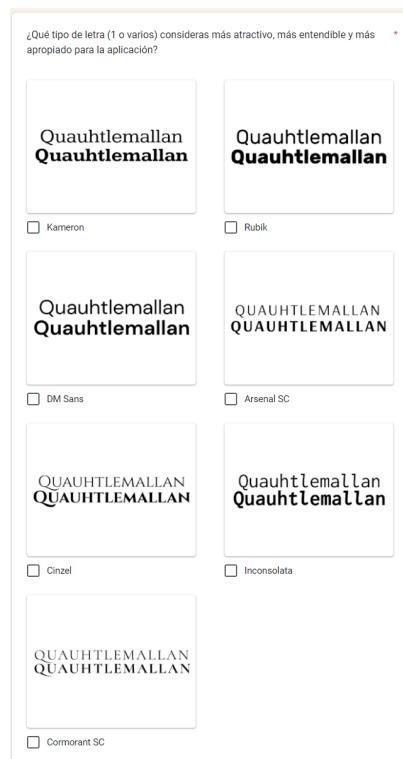 ¿Qué tipo de letra (1 o varios) consideras más atractivo, más entendible y más *
apropiado para la aplicación?
Quauhtlemallan
Quauhtlemallan
Kameron
Quauhtlemallan
Quauhtlemallan
Rubik
Quauhtlemallan
Quauhtlemallan
DM Sans
QUAUHTLEMALLAN
QUAUHTLEMALLAN
Arsenal SC
QUAUHTLEMALLAN
QUAUHTLEMALLAN
Cinzel
Quauhtlemallan
Quauhtlemallan
Inconsolata
QUAUHTLEMALLAN
QUAUHTLEMALLAN
Cormorant SC